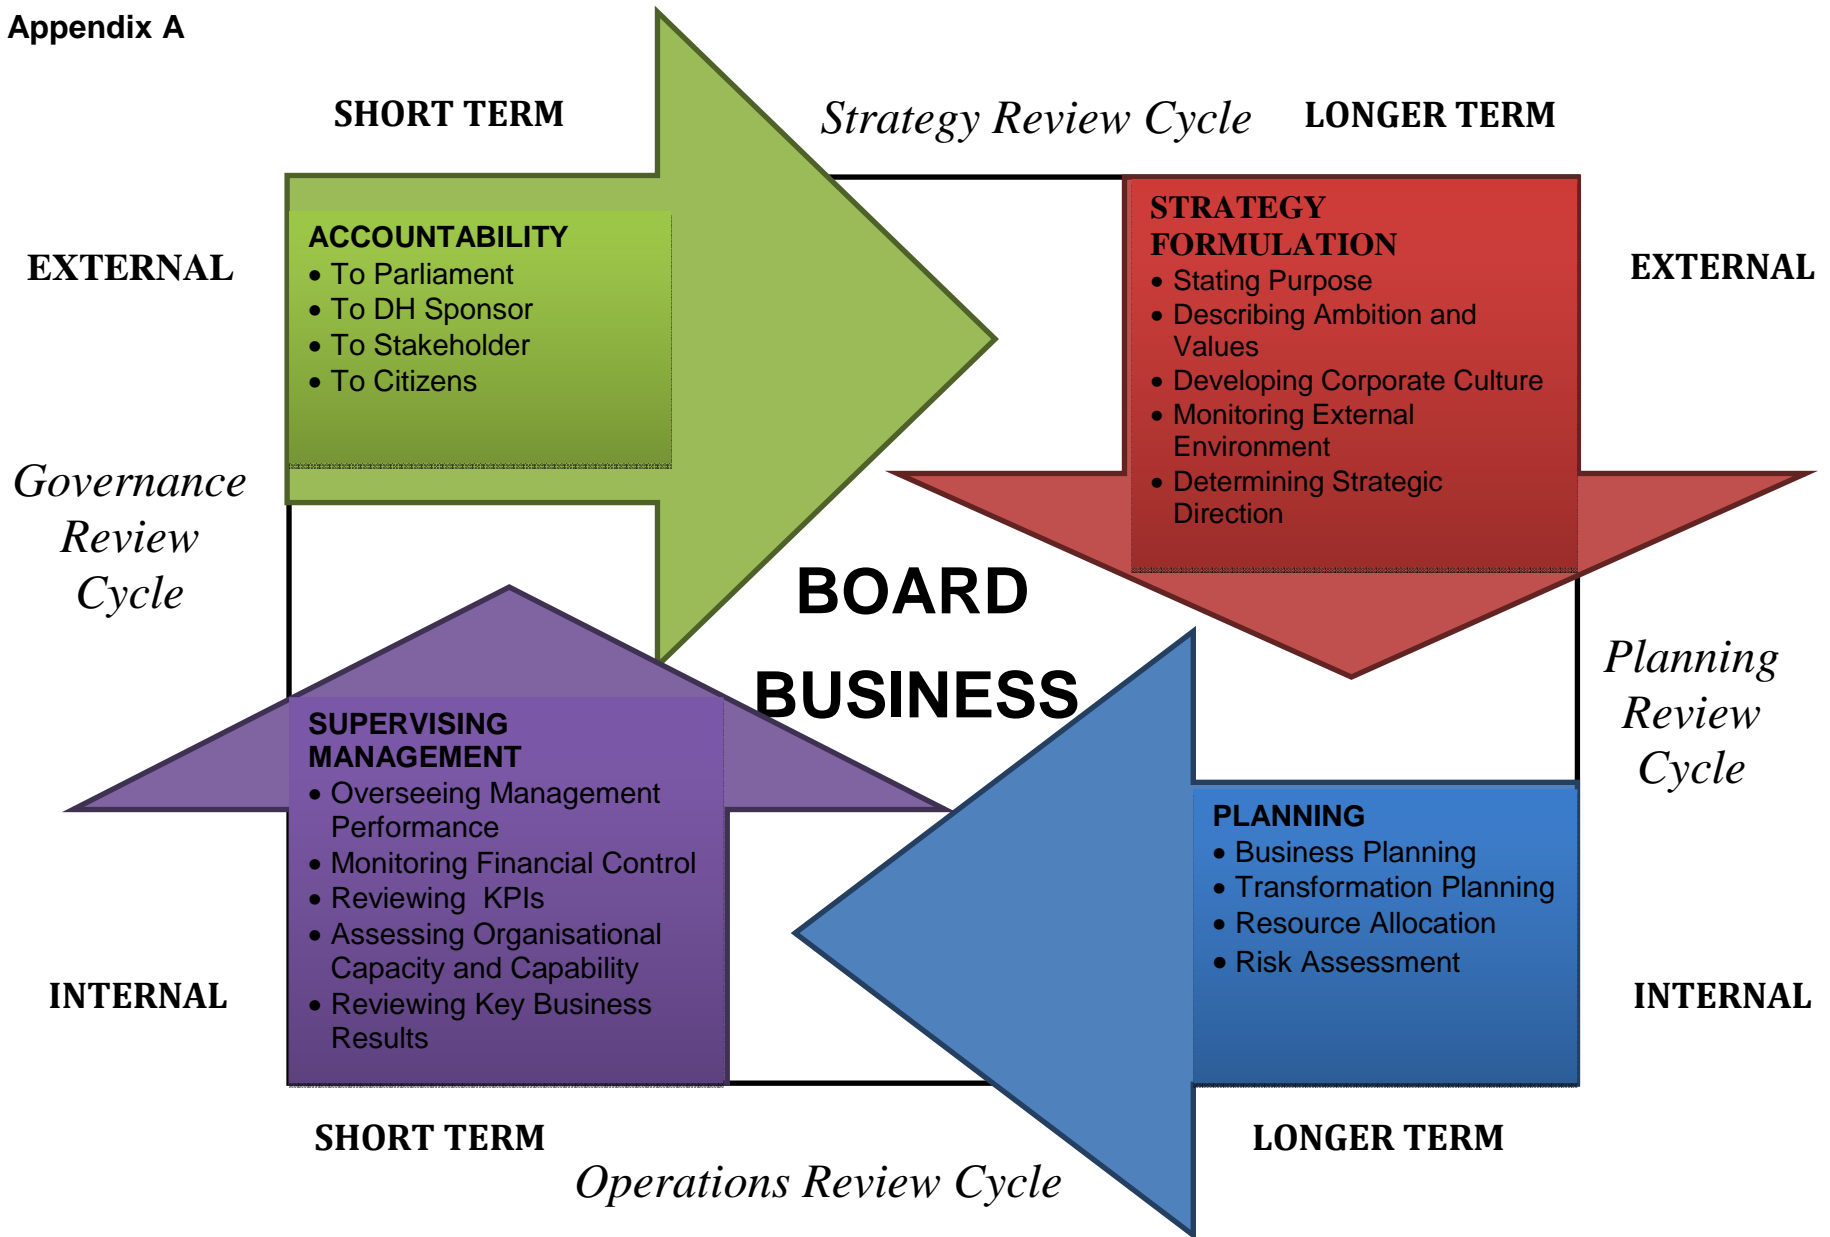 Appendix A
SHORT TERM
Strategy Review Cycle
LONGER TERM
EXTERNAL
ACCOUNTABILITY
• To Parliament
• To DH Sponsor
• To Stakeholder
• To Citizens
STRATEGY
FORMULATION
• Stating Purpose
• Describing Ambition and
Values
• Developing Corporate Culture
• Monitoring External
Environment
• Determining Strategic
Direction
EXTERNAL
Governance
Review
Cycle
BOARD
BUSINESS
Planning
Review
Cycle
SUPERVISING
MANAGEMENT
• Overseeing Management
Performance
• Monitoring Financial Control
• Reviewing  KPIs
• Assessing Organisational
Capacity and Capability
• Reviewing Key Business
Results
PLANNING
• Business Planning
• Transformation Planning
• Resource Allocation
• Risk Assessment
INTERNAL
INTERNAL
SHORT TERM
LONGER TERM
Operations Review Cycle